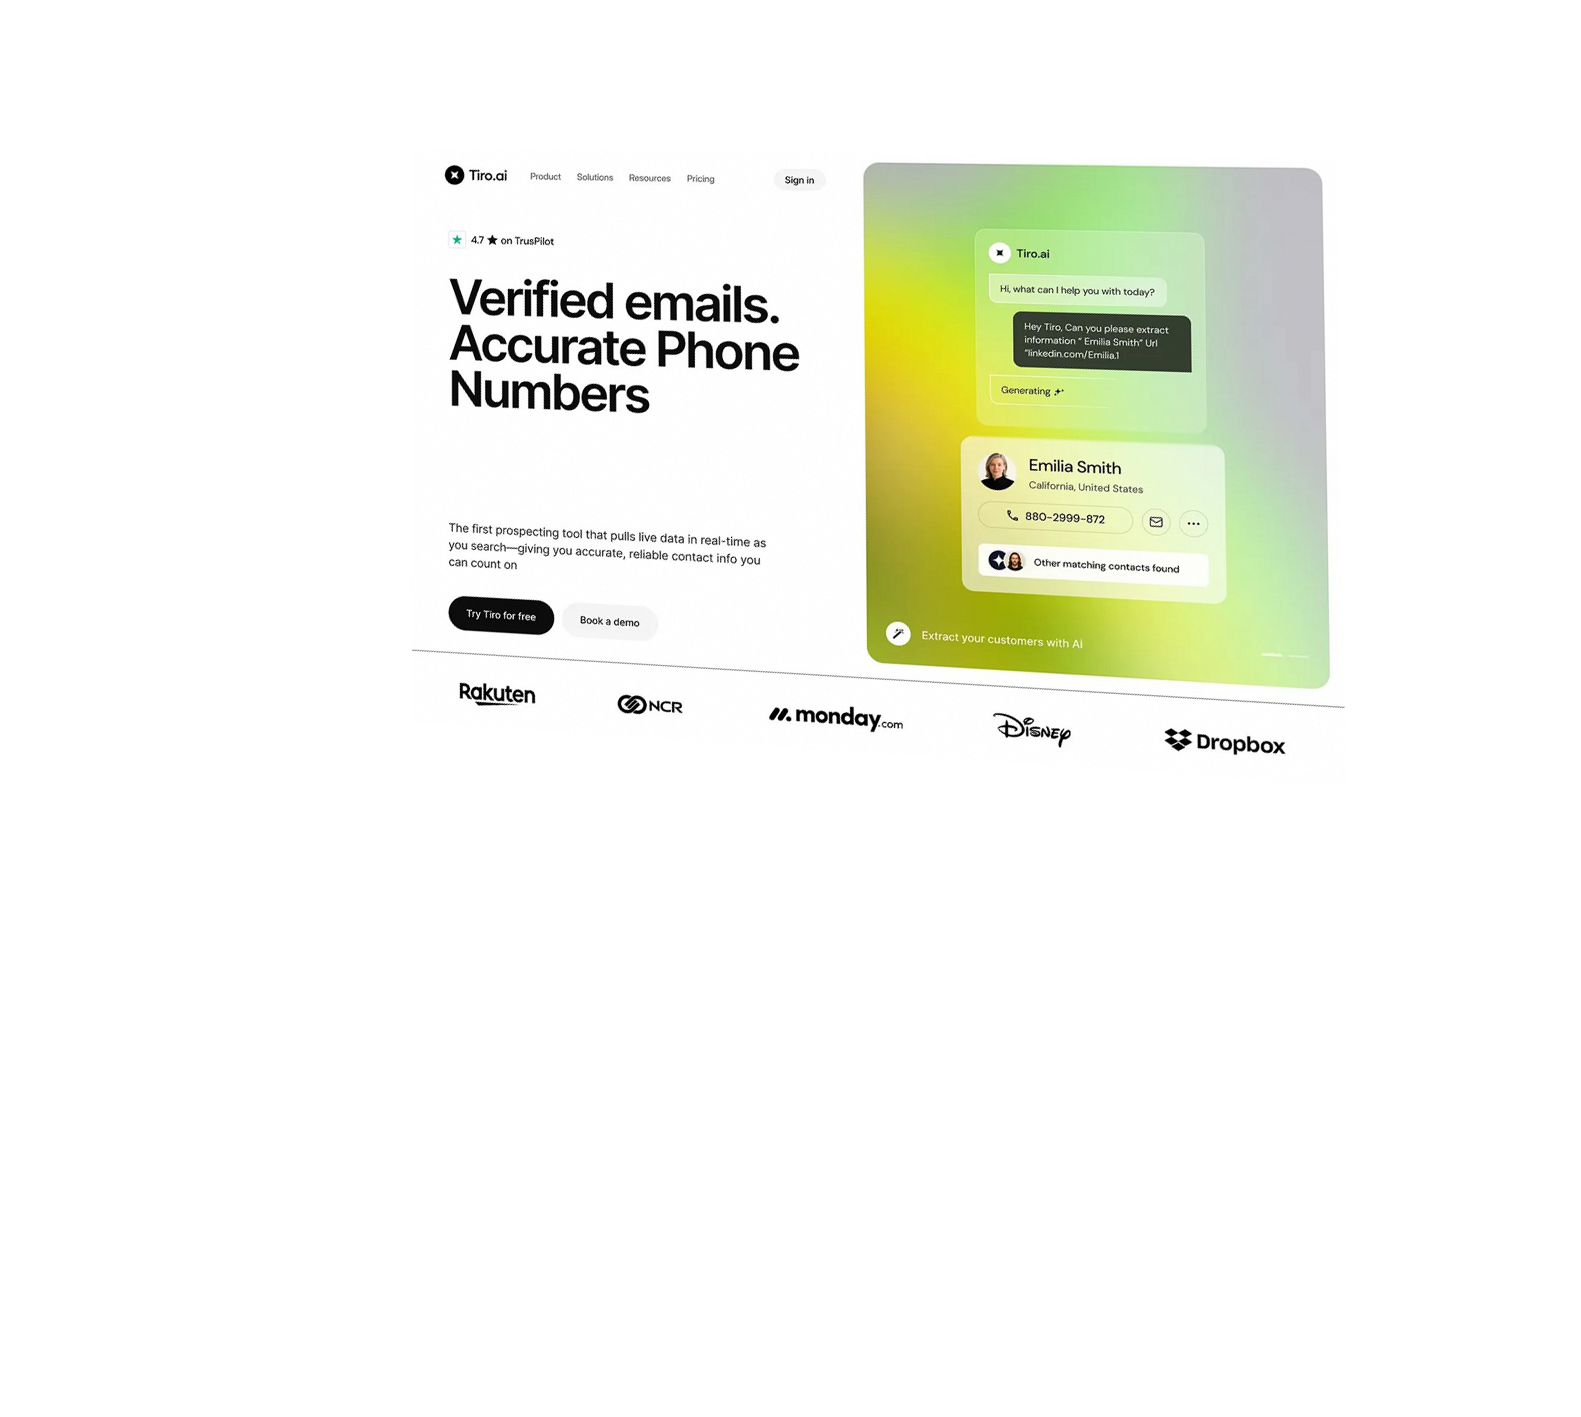 Tiro.ai
Product
Solutions
Resources
Pricing
Sign in
4.7 ★ on TrusPilot
Verified emails.
Accurate Phone
Numbers
The first prospecting tool that pulls live data in real-time as
you search—giving you accurate, reliable contact info you
can count on
Try Tiro for free
Book a demo
Tiro.ai
Hi, what can I help you with today?
Hey Tiro, Can you please extract
information “ Emilia Smith” Url
“linkedin.com/Emilia.1
Generating
Emilia Smith
California, United States
880-2999-872
Other matching contacts found
Extract your customers with Ai
Rakuten
NCR
monday.com
Disney
Dropbox